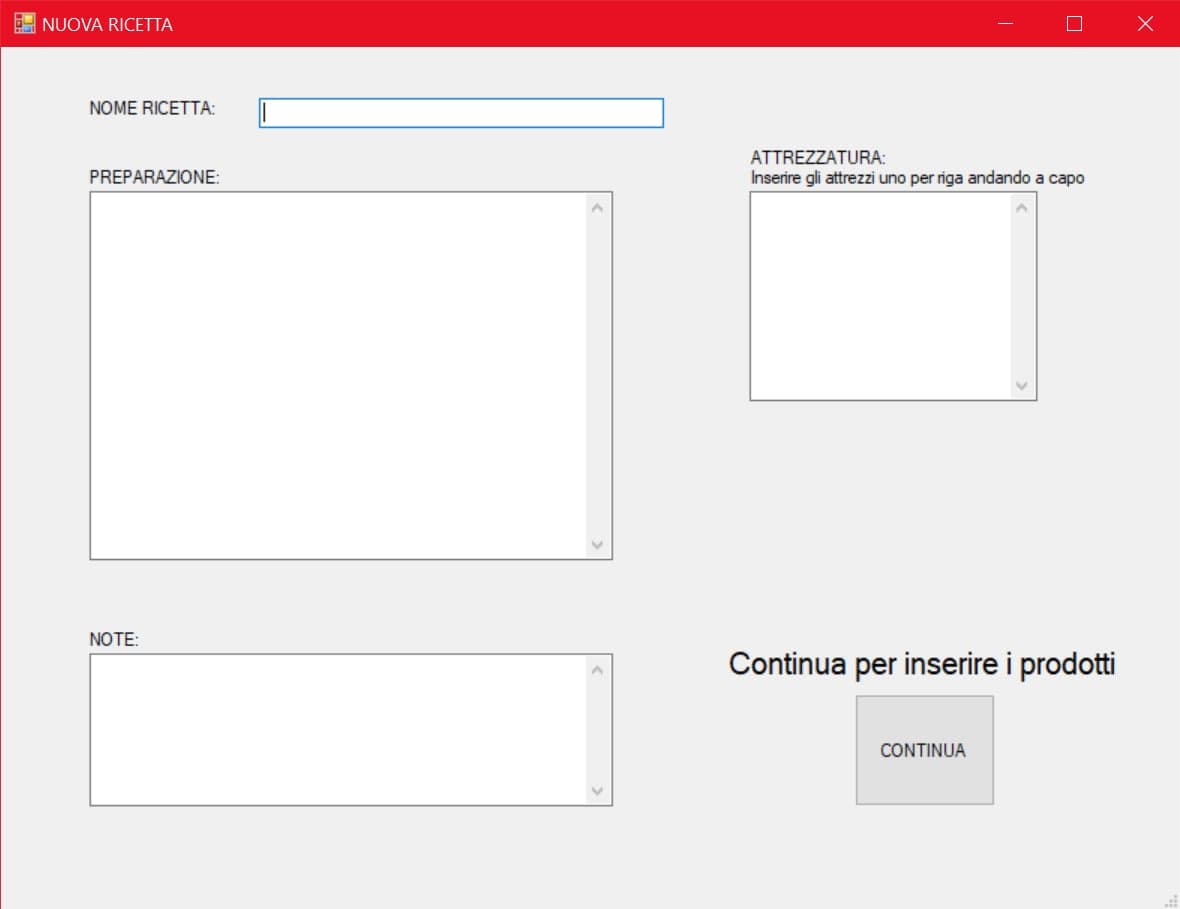 NUOVA RICETTA
NOME RICETTA:
PREPARAZIONE:
ATTREZZATURA:
Inserire gli attrezzi uno per riga andando a capo
NOTE:
Continua per inserire i prodotti
CONTINUA